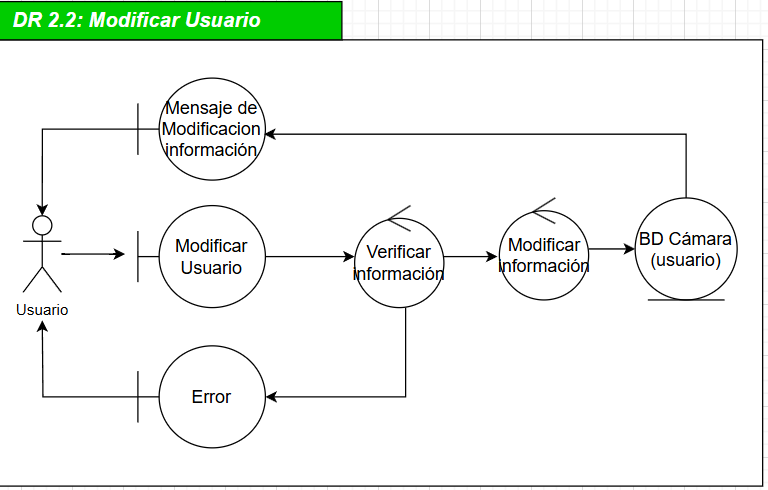 DR 2.2: Modificar Usuario
Mensaje de
Modificacion
información
Modificar
Usuario
Verificar
información
Modificar
información
BD Cámara
(usuario)
Usuario
Error